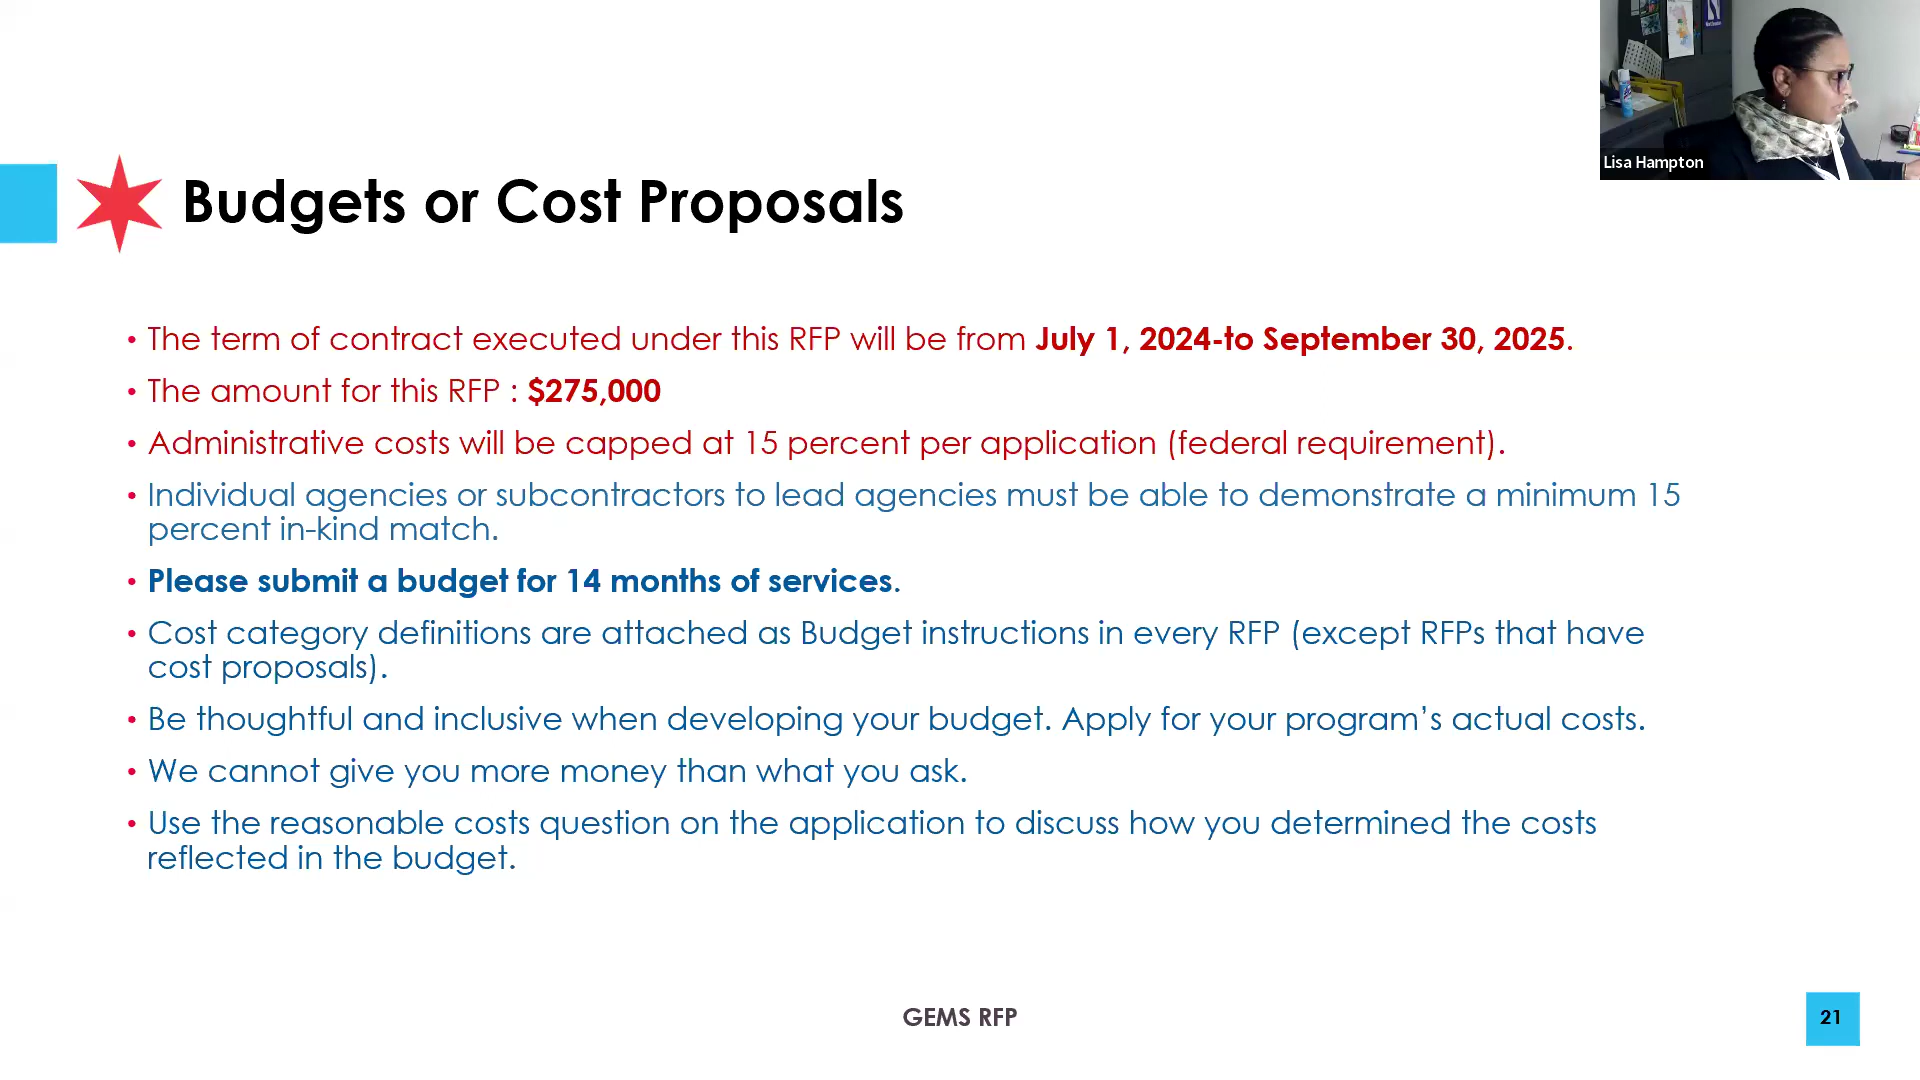 Lisa Hampton
Budgets or Cost Proposals
• The term of contract executed under this RFP will be from July 1, 2024-to September 30, 2025.
• The amount for this RFP : $275,000
• Administrative costs will be capped at 15 percent per application (federal requirement).
• Individual agencies or subcontractors to lead agencies must be able to demonstrate a minimum 15
percent in-kind match.
• Please submit a budget for 14 months of services.
• Cost category definitions are attached as Budget instructions in every RFP (except RFPs that have
cost proposals).
• Be thoughtful and inclusive when developing your budget. Apply for your program’s actual costs.
• We cannot give you more money than what you ask.
• Use the reasonable costs question on the application to discuss how you determined the costs
reflected in the budget.
GEMS RFP
21